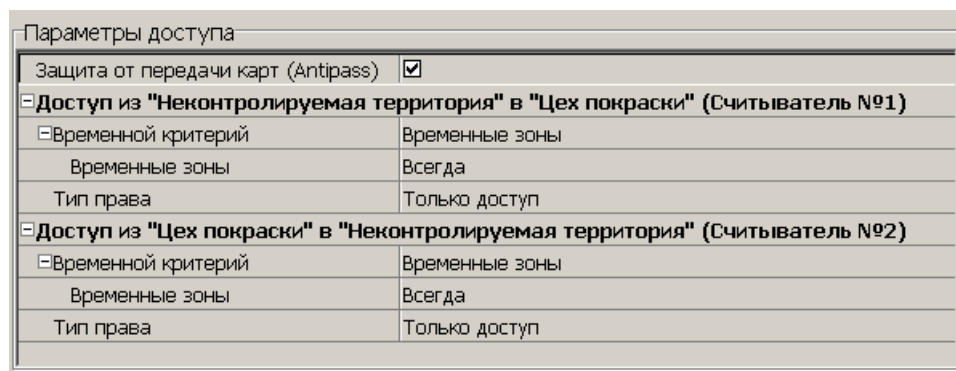 Параметры доступа
Защита от передачи карт (Antipass)
Доступ из "Неконтролируемая территория" в "Цех покраски" (Считыватель №1)
Временной критерий Временные зоны
Временные зоны Всегда
Тип права Только доступ
Доступ из "Цех покраски" в "Неконтролируемая территория" (Считыватель №2)
Временной критерий Временные зоны
Временные зоны Всегда
Тип права Только доступ